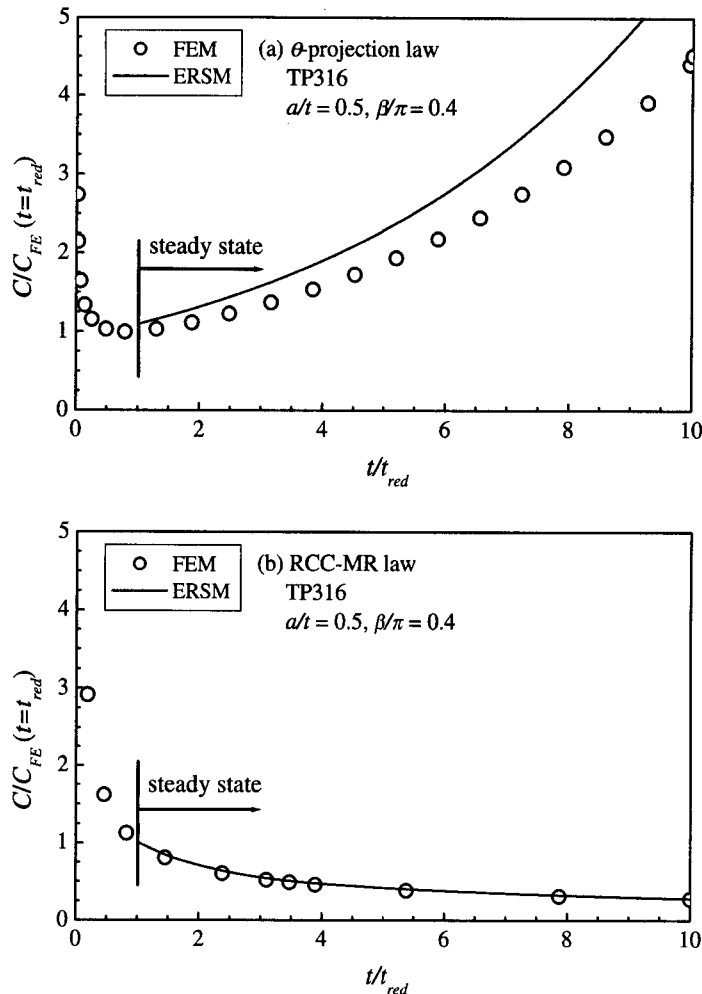 5
4
3
2
1
0
C/C_FE (t=t_red)
FEM
ERSM
(a) θ-projection law
TP316
a/t = 0.5, β/π = 0.4
steady state
2
4
6
8
10
t/t_red
5
4
3
2
1
0
C/C_FE (t=t_red)
FEM
ERSM
(b) RCC-MR law
TP316
a/t = 0.5, β/π = 0.4
steady state
0
2
4
6
8
10
t/t_red